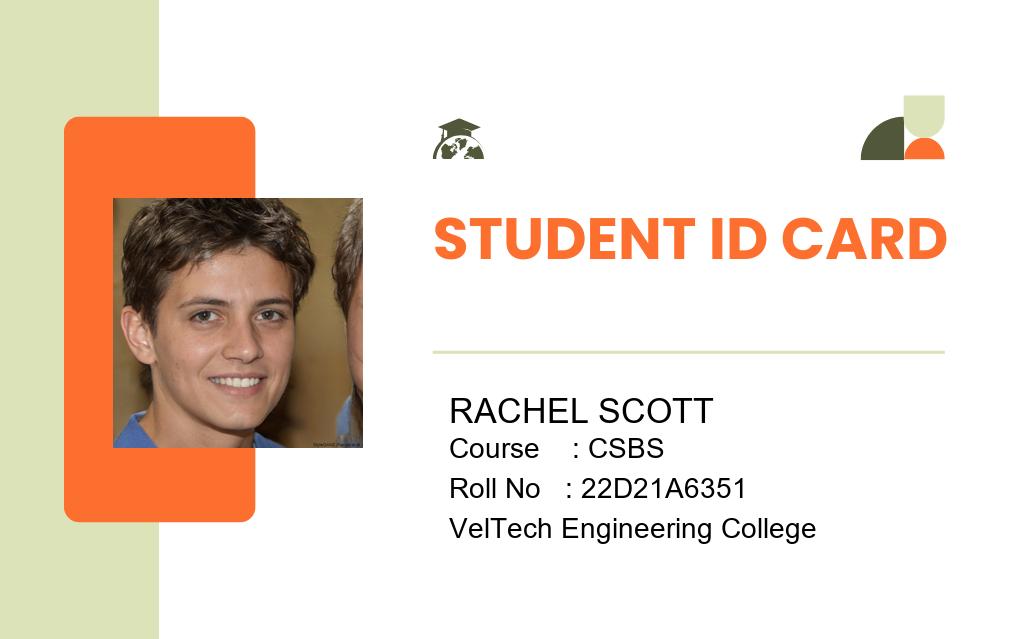 STUDENT ID CARD
RACHEL SCOTT
Course : CSBS
Roll No : 22D21A6351
VelTech Engineering College